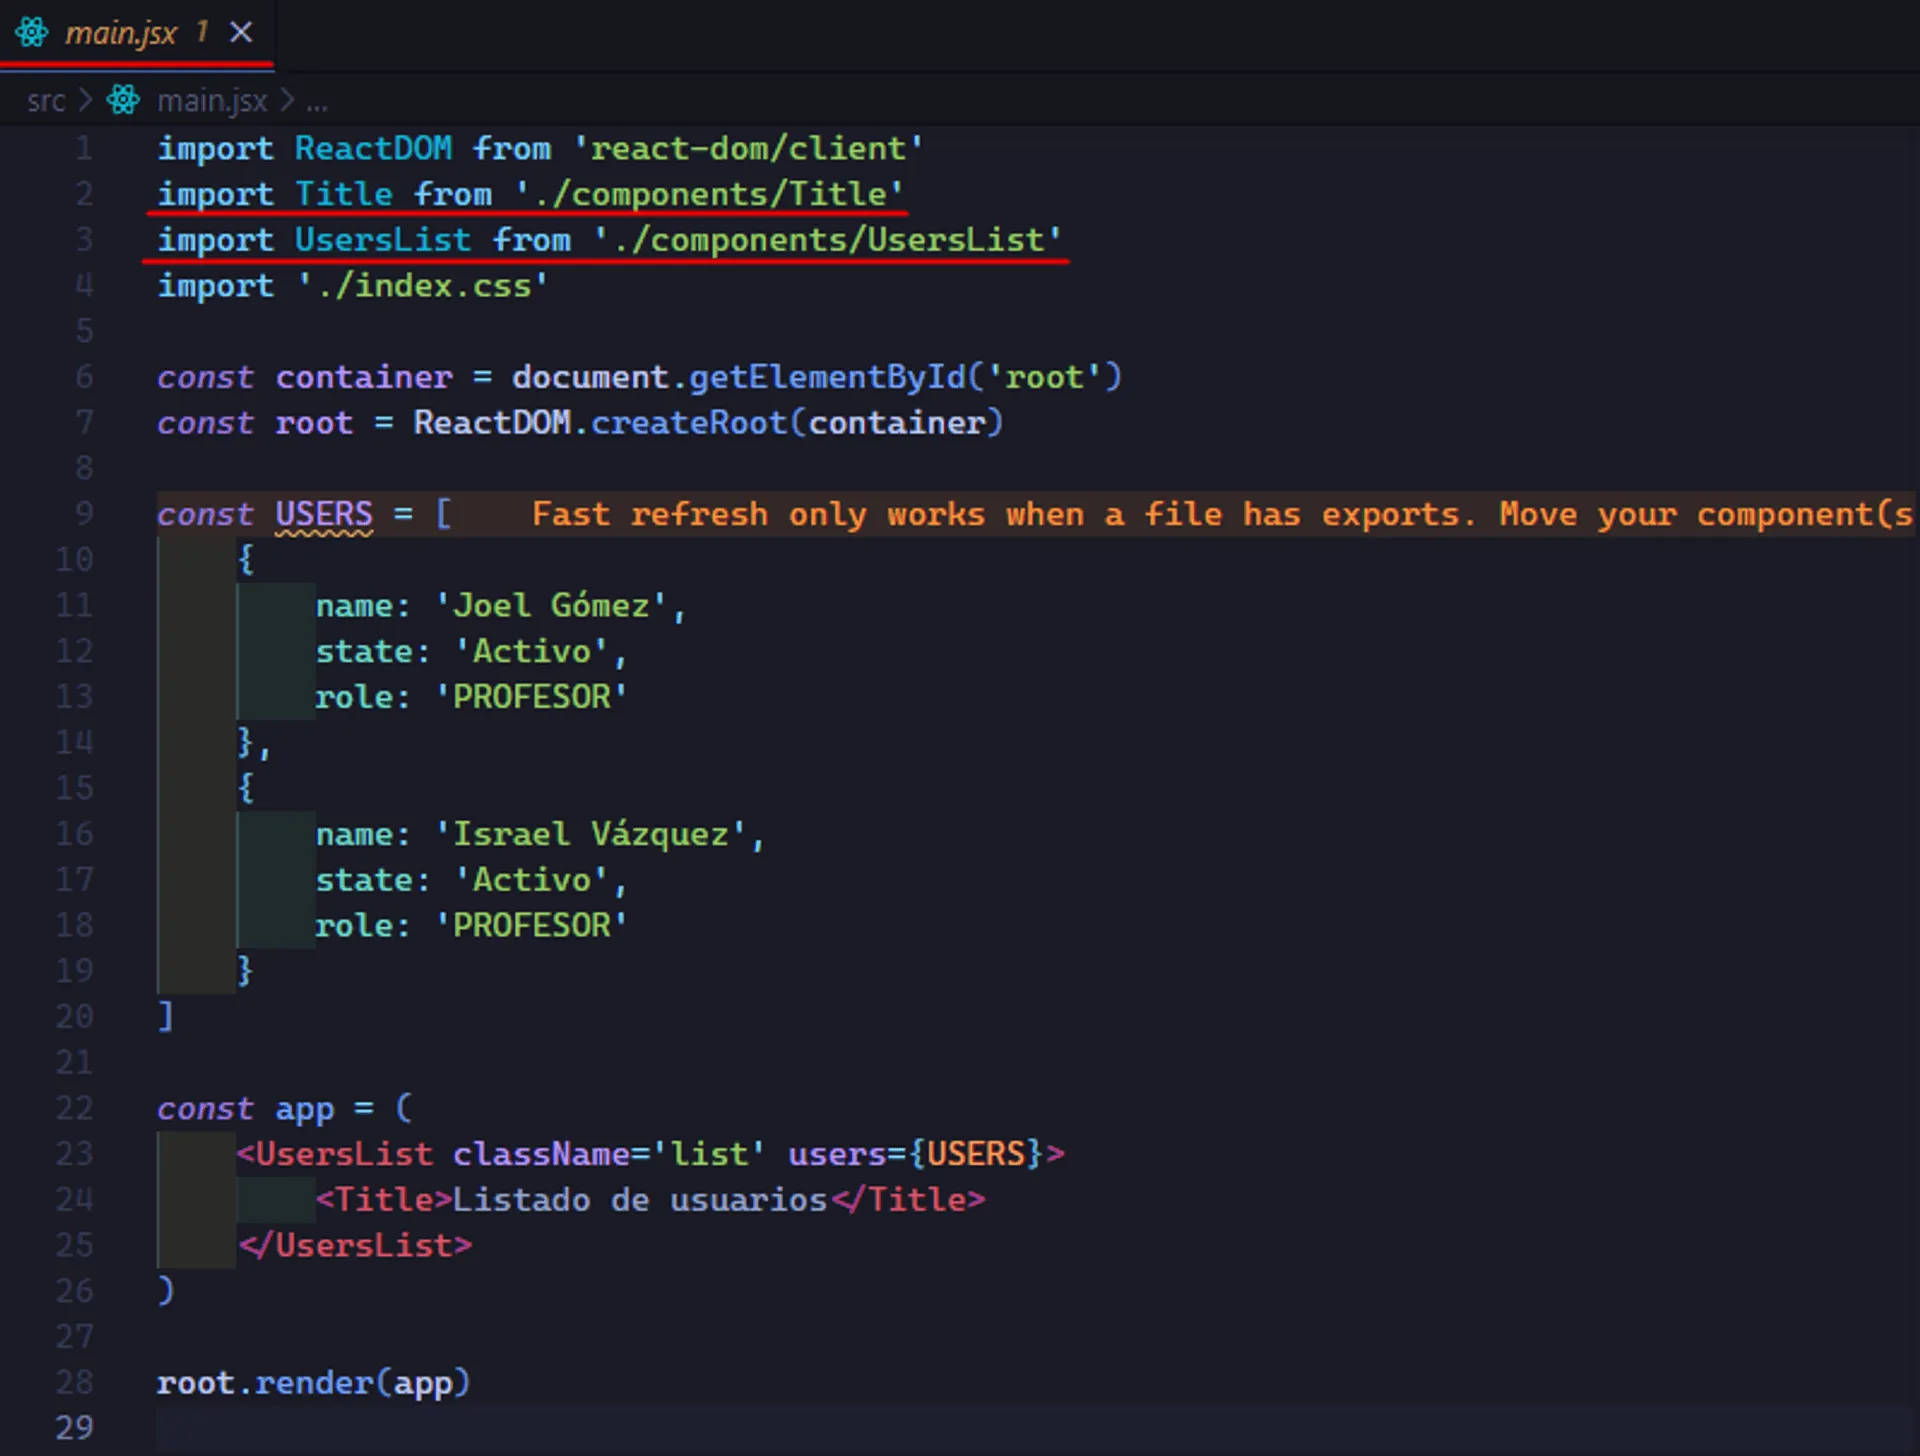 main.jsx 1
src > main.jsx > ...
1 import ReactDOM from 'react-dom/client'
2 import Title from './components/Title'
3 import UsersList from './components/UsersList'
4 import './index.css'
5
6 const container = document.getElementById('root')
7 const root = ReactDOM.createRoot(container)
8
9 const USERS = [    Fast refresh only works when a file has exports. Move your component(s
10     {
11         name: 'Joel Gómez',
12         state: 'Activo',
13         role: 'PROFESOR'
14     },
15     {
16         name: 'Israel Vázquez',
17         state: 'Activo',
18         role: 'PROFESOR'
19     }
20 ]
21
22 const app = (
23     <UsersList className='list' users={USERS}>
24         <Title>Listado de usuarios</Title>
25     </UsersList>
26 )
27
28 root.render(app)
29